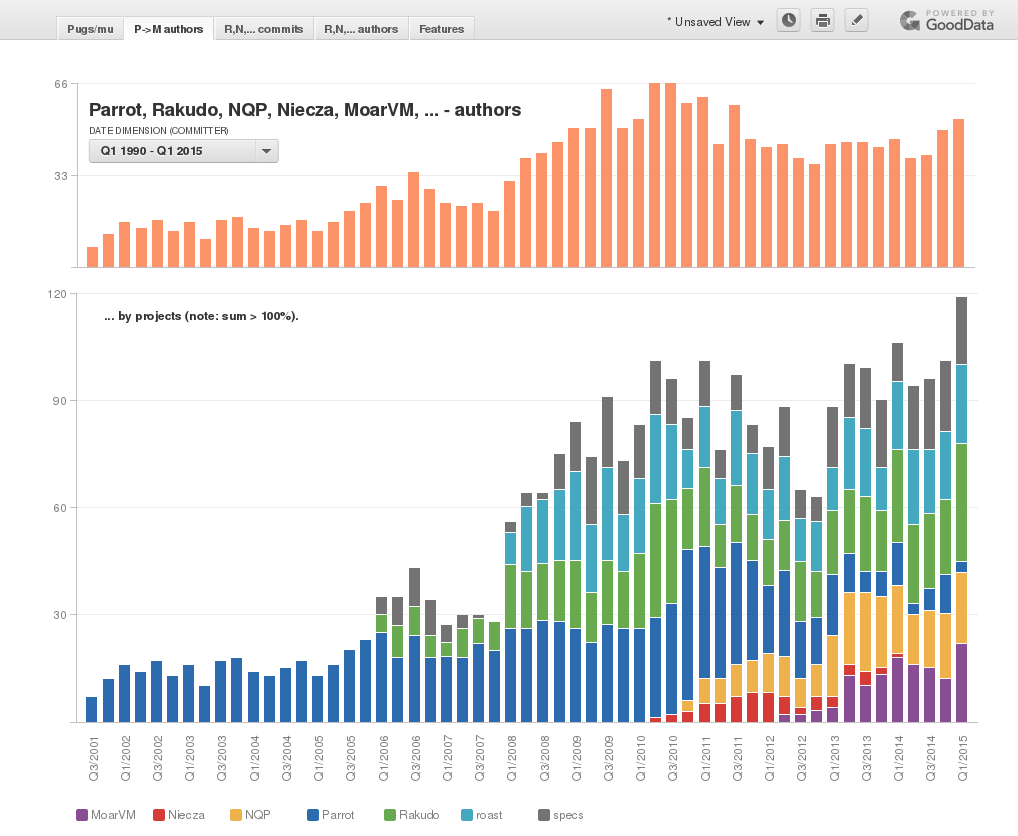 Pugs/mu P->M authors R,N,... commits R,N,... authors Features * Unsaved View POWERED BY
GoodData
66
Parrot, Rakudo, NQP, Niecza, MoarVM, ... - authors
DATE DIMENSION (COMMITTER)
Q1 1990 - Q1 2015
33
120
... by projects (note: sum > 100%).
90
60
30
Q3/2001 Q1/2002 Q3/2002 Q1/2003 Q3/2003 Q1/2004 Q3/2004 Q1/2005 Q3/2005 Q1/2006 Q3/2006 Q1/2007 Q3/2007 Q1/2008 Q3/2008 Q1/2009 Q3/2009 Q1/2010 Q3/2010 Q1/2011 Q3/2011 Q1/2012 Q3/2012 Q1/2013 Q3/2013 Q1/2014 Q3/2014 Q1/2015
MoarVM Niecza NQP Parrot Rakudo roast specs